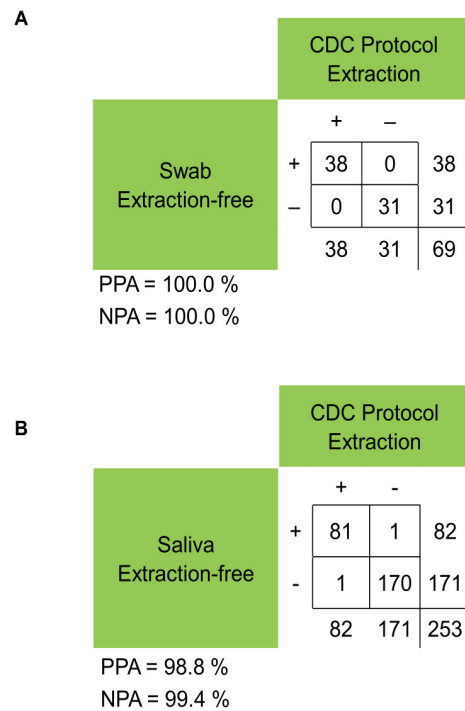 A
CDC Protocol
Extraction
+ –
Swab
Extraction-free
+ 38 0 38
– 0 31 31
38 31 69
PPA = 100.0 %
NPA = 100.0 %
B
CDC Protocol
Extraction
+ -
Saliva
Extraction-free
+ 81 1 82
- 1 170 171
82 171 253
PPA = 98.8 %
NPA = 99.4 %